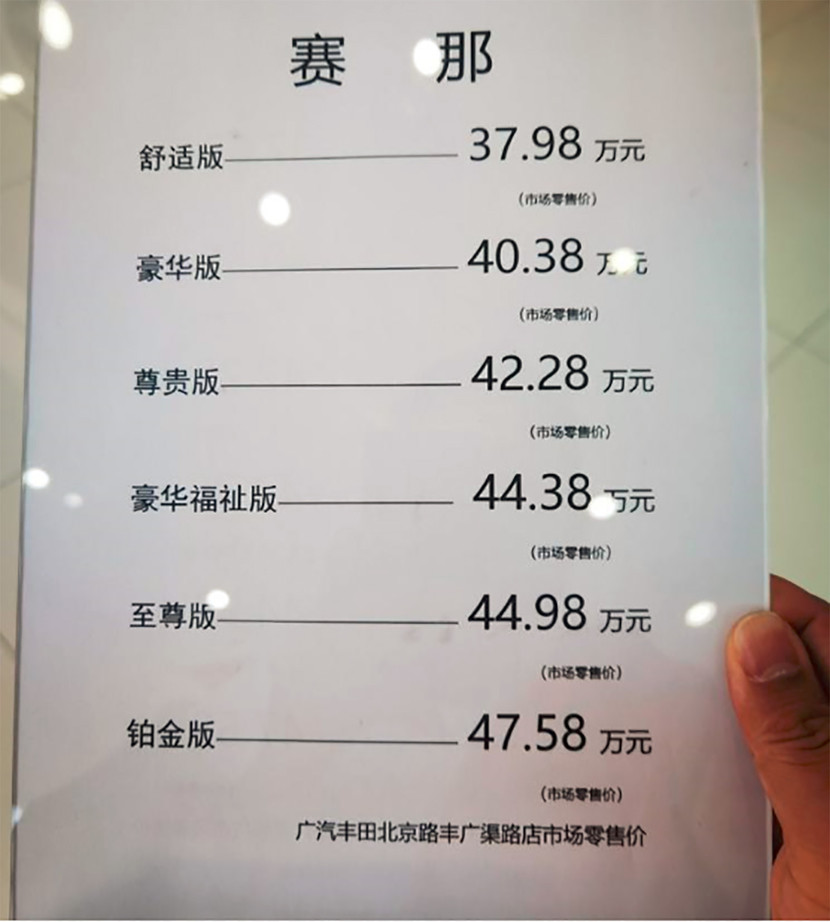 赛 那
舒适版 37.98 万元
(市场零售价)
豪华版 40.38 万元
(市场零售价)
尊贵版 42.28 万元
(市场零售价)
豪华福祉版 44.38 万元
(市场零售价)
至尊版 44.98 万元
(市场零售价)
铂金版 47.58 万元
(市场零售价)
广汽丰田北京路丰广渠路店市场零售价